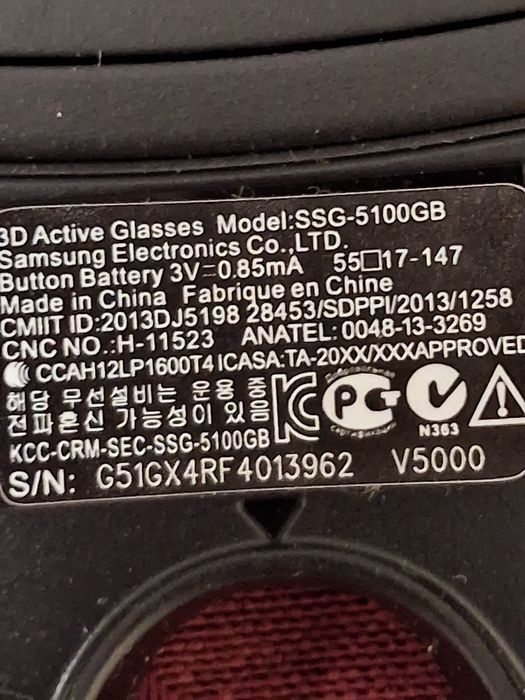 3D Active Glasses Model:SSG-5100GB
Samsung Electronics Co.,LTD.
Button Battery 3V⎓0.85mA 55□17-147
Made in China Fabriqué en Chine
CMIIT ID:2013DJ5198 28453/SDPPI/2013/1258
CNC NO.:H-11523 ANATEL: 0048-13-3269
CCAH12LP1600T4 ICASA:TA-20XX/XXXAPPROVED
해당 무선설비는 운용 중
전파혼신 가능성이 있음
PCT
N363
KCC-CRM-SEC-SSG-5100GB
S/N: G51GX4RF4013962 V5000